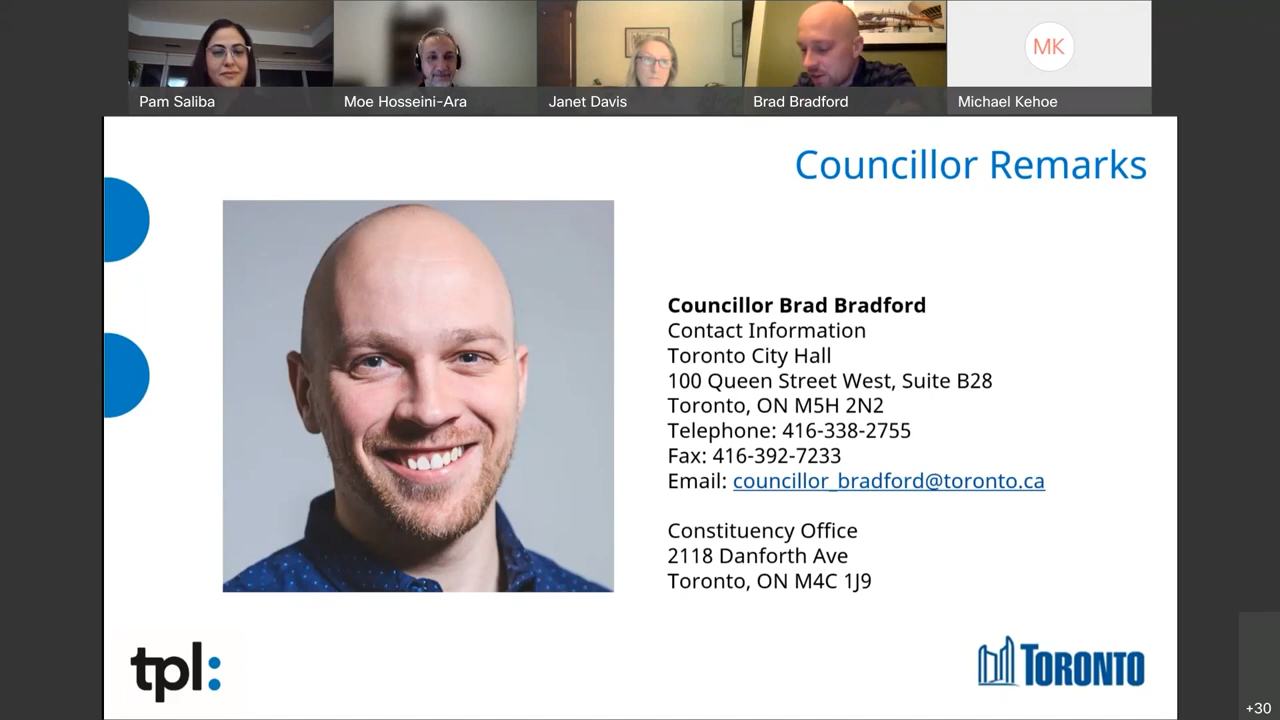 MK
Pam Saliba
Moe Hosseini-Ara
Janet Davis
Brad Bradford
Michael Kehoe
Councillor Remarks
Councillor Brad Bradford
Contact Information
Toronto City Hall
100 Queen Street West, Suite B28
Toronto, ON M5H 2N2
Telephone: 416-338-2755
Fax: 416-392-7233
Email: councillor_bradford@toronto.ca
Constituency Office
2118 Danforth Ave
Toronto, ON M4C 1J9
tpl:
TORONTO
+30